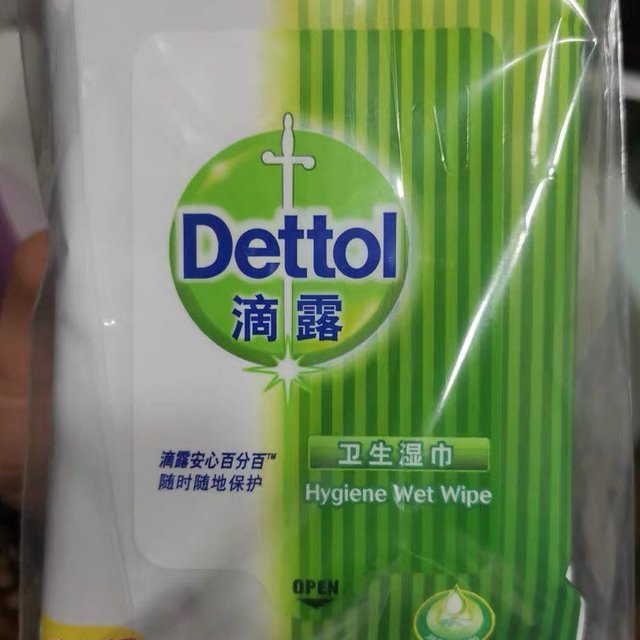 Dettol
滴露
滴露安心百分百™
随时随地保护
卫生湿巾
Hygiene Wet Wipe
OPEN